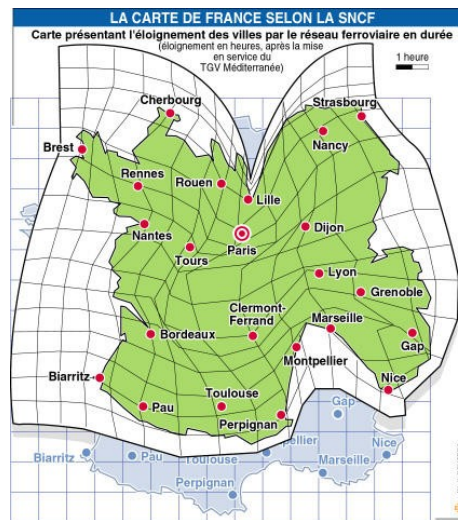 LA CARTE DE FRANCE SELON LA SNCF
Carte présentant l'éloignement des villes par le réseau ferroviaire en durée
(éloignement en heures, après la mise
en service du
TGV Méditerranée)
1 heure
Cherbourg
Strasbourg
Brest
Nancy
Rennes
Rouen
Lille
Nantes
Dijon
Tours
Paris
Lyon
Grenoble
Clermont-
Ferrand
Marseille
Bordeaux
Gap
Montpellier
Biarritz
Nice
Pau
Toulouse
Perpignan
Gap
Biarritz
Pau
Toulouse
pellier
Nice
Marseille
Perpignan